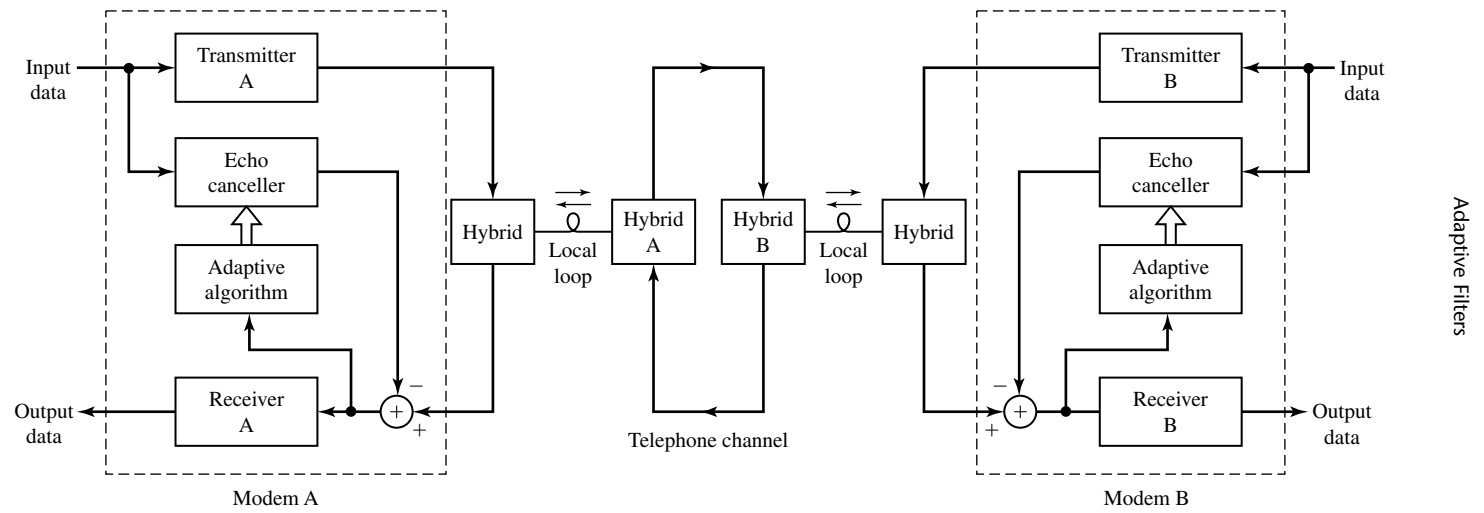 Input
data
Transmitter
A
Echo
canceller
Adaptive
algorithm
Receiver
A
Output
data
−
+
+
Modem A
Hybrid
Local
loop
Hybrid
A
Hybrid
B
Telephone channel
Local
loop
Hybrid
Transmitter
B
Input
data
Echo
canceller
Adaptive
algorithm
−
+
+
Receiver
B
Output
data
Modem B
Adaptive Filters